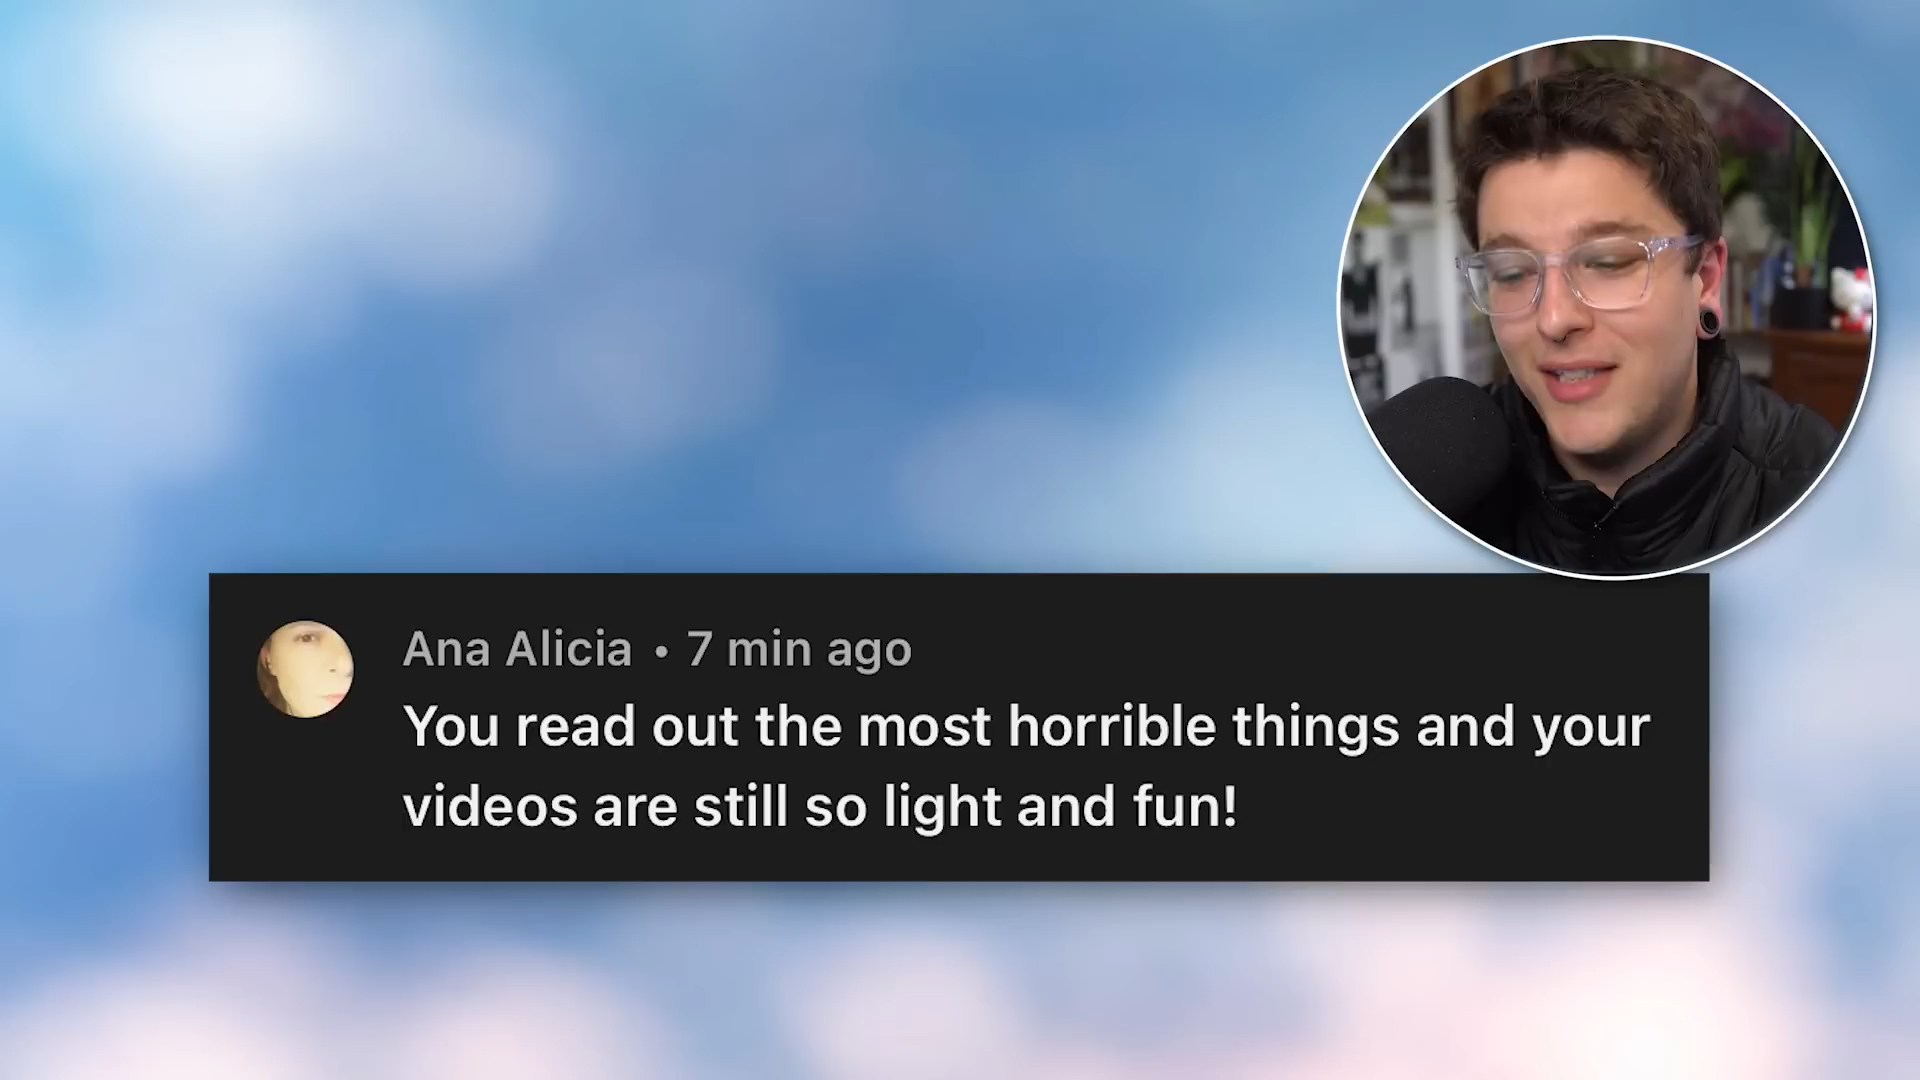 Ana Alicia • 7 min ago
You read out the most horrible things and your
videos are still so light and fun!